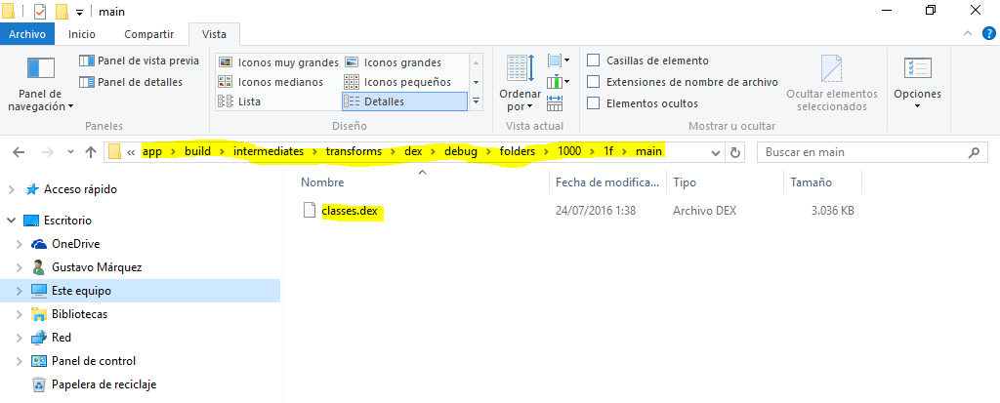 main
Archivo Inicio Compartir Vista
Panel de navegación
Panel de vista previa
Panel de detalles
Paneles
Iconos muy grandes Iconos grandes
Iconos medianos Iconos pequeños
Lista Detalles
Diseño
Ordenar por
Vista actual
Casillas de elemento
Extensiones de nombre de archivo
Elementos ocultos
Ocultar elementos seleccionados
Mostrar u ocultar
Opciones
« app > build > intermediates > transforms > dex > debug > folders > 1000 > 1f > main
Buscar en main
Nombre Fecha de modifica... Tipo Tamaño
classes.dex 24/07/2016 1:38 Archivo DEX 3.036 KB
Acceso rápido
Escritorio
OneDrive
Gustavo Márquez
Este equipo
Bibliotecas
Red
Panel de control
Papelera de reciclaje